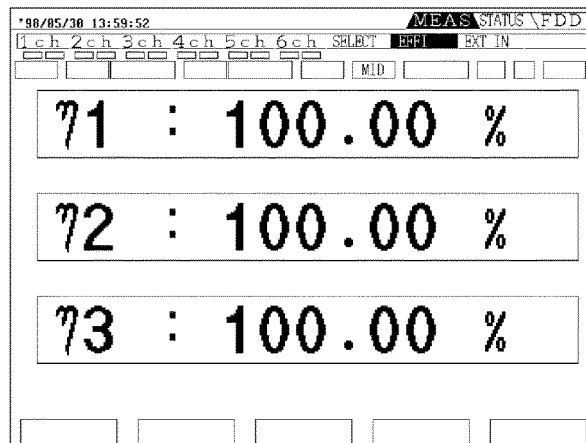 '98/05/30 13:59:52 MEAS STATUS FDD
1ch 2ch 3ch 4ch 5ch 6ch SELECT EFFI EXT IN
MID
η1 : 100.00 %
η2 : 100.00 %
η3 : 100.00 %